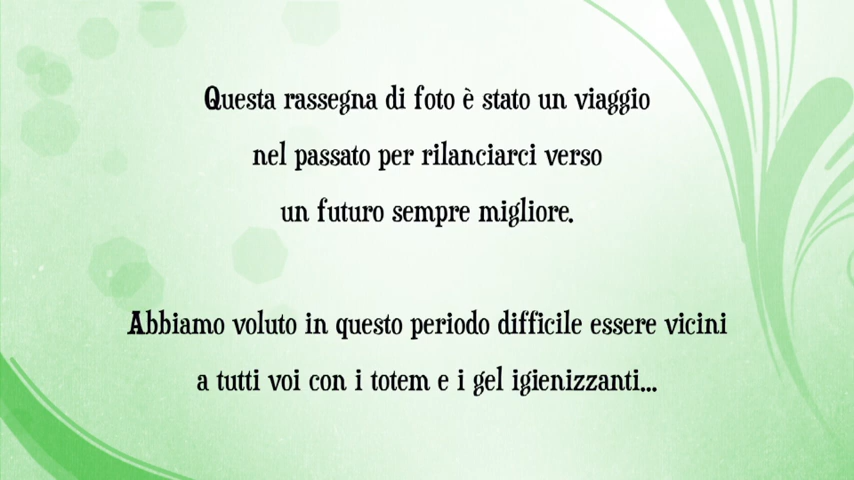 Questa rassegna di foto è stato un viaggio
nel passato per rilanciarci verso
un futuro sempre migliore.
Abbiamo voluto in questo periodo difficile essere vicini
a tutti voi con i totem e i gel igienizzanti...